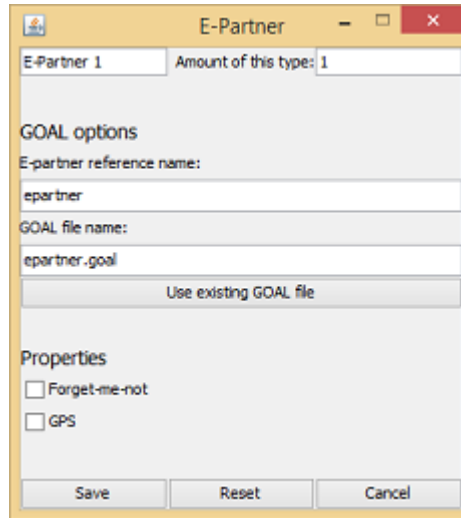 E-Partner
E-Partner 1 Amount of this type: 1
GOAL options
E-partner reference name:
epartner
GOAL file name:
epartner.goal
Use existing GOAL file
Properties
Forget-me-not
GPS
Save Reset Cancel